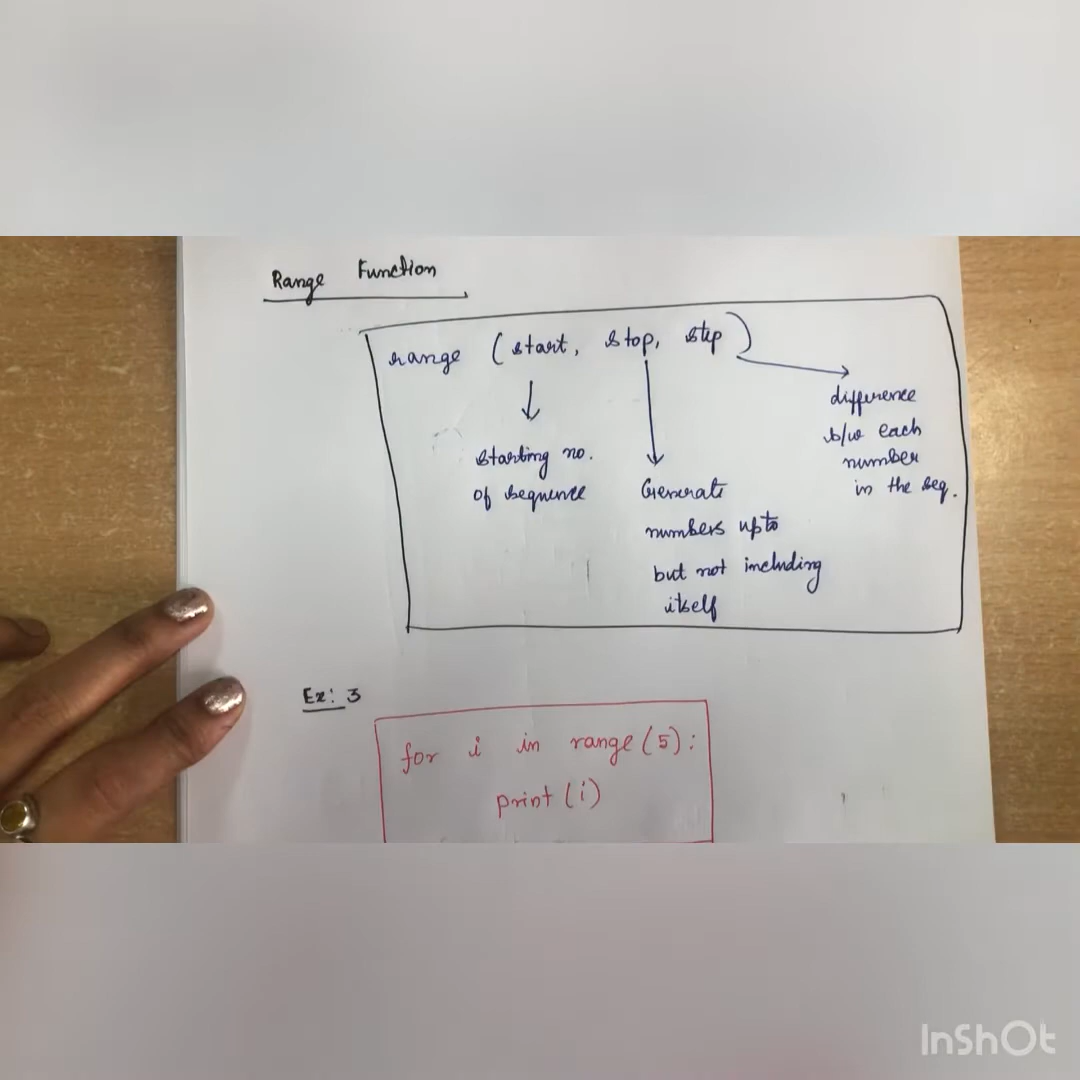 Range Function
range (start, stop, step)
starting no.
of sequence
Generate
numbers upto
but not including
itself
difference
b/w each
number
in the seq.
Ex: 3
for i in range(5):
print(i)
InShOt